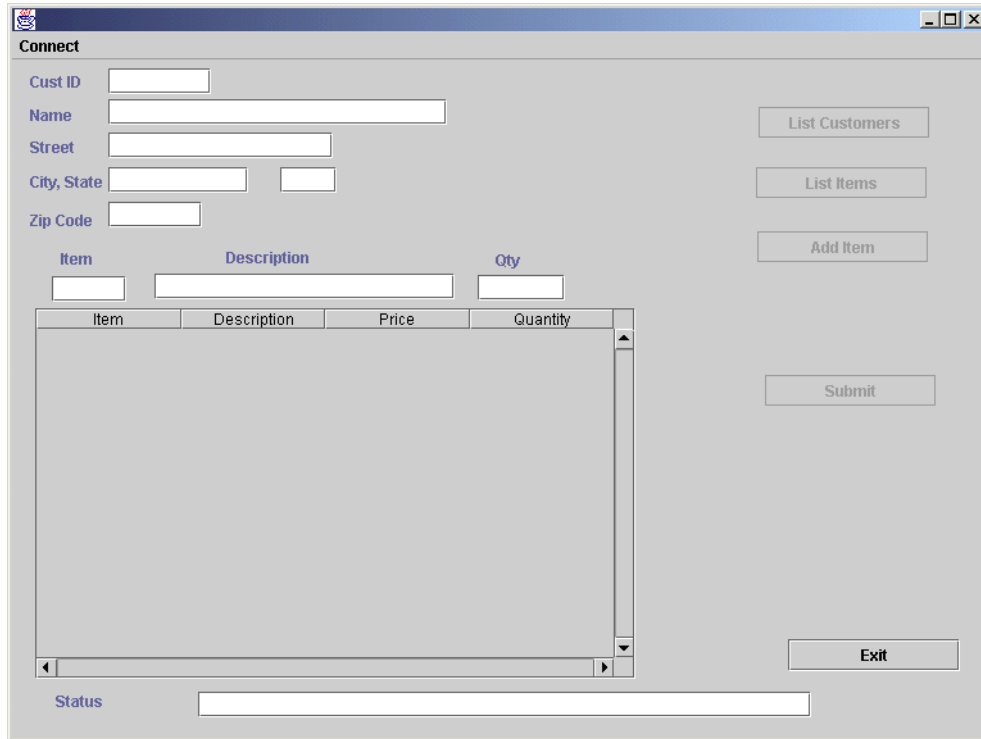 Connect
Cust ID
Name
List Customers
Street
City, State
List Items
Zip Code
Add Item
Item Description Qty
Item Description Price Quantity
Submit
Exit
Status